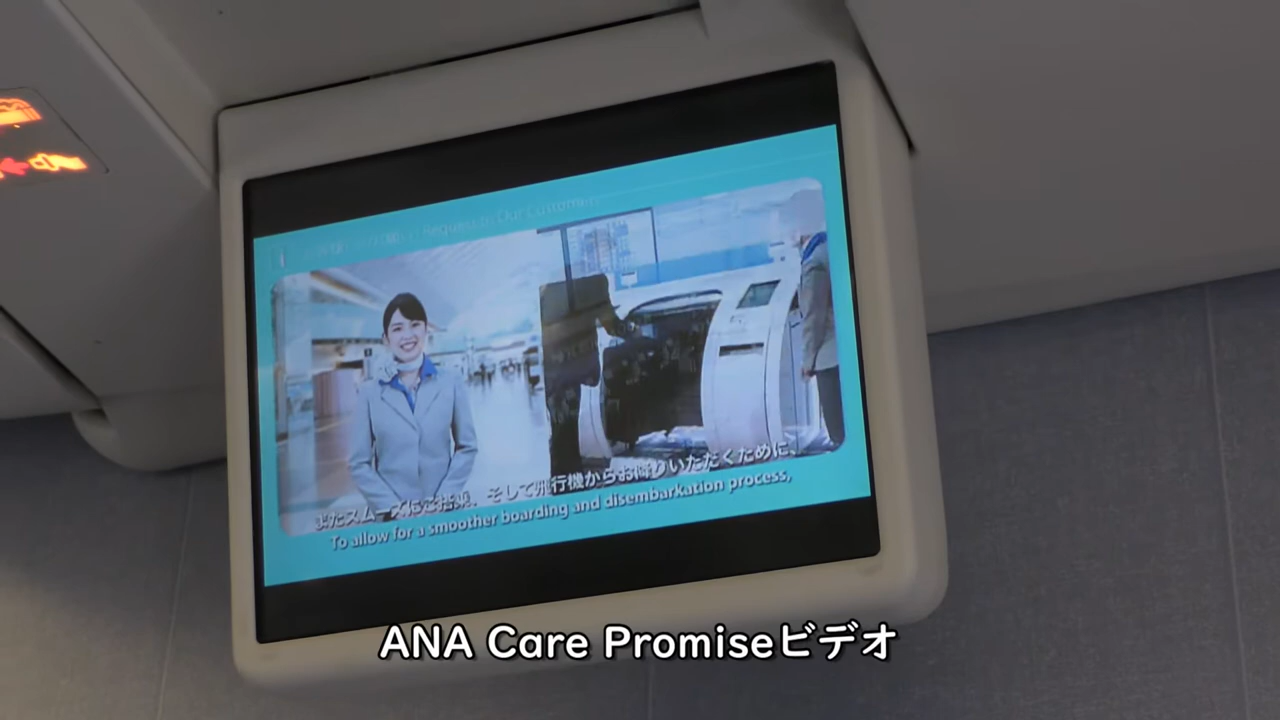 Request to Our Customers
またスムーズにご搭乗、そして飛行機からお降りいただくために、
To allow for a smoother boarding and disembarkation process,
ANA Care Promiseビデオ